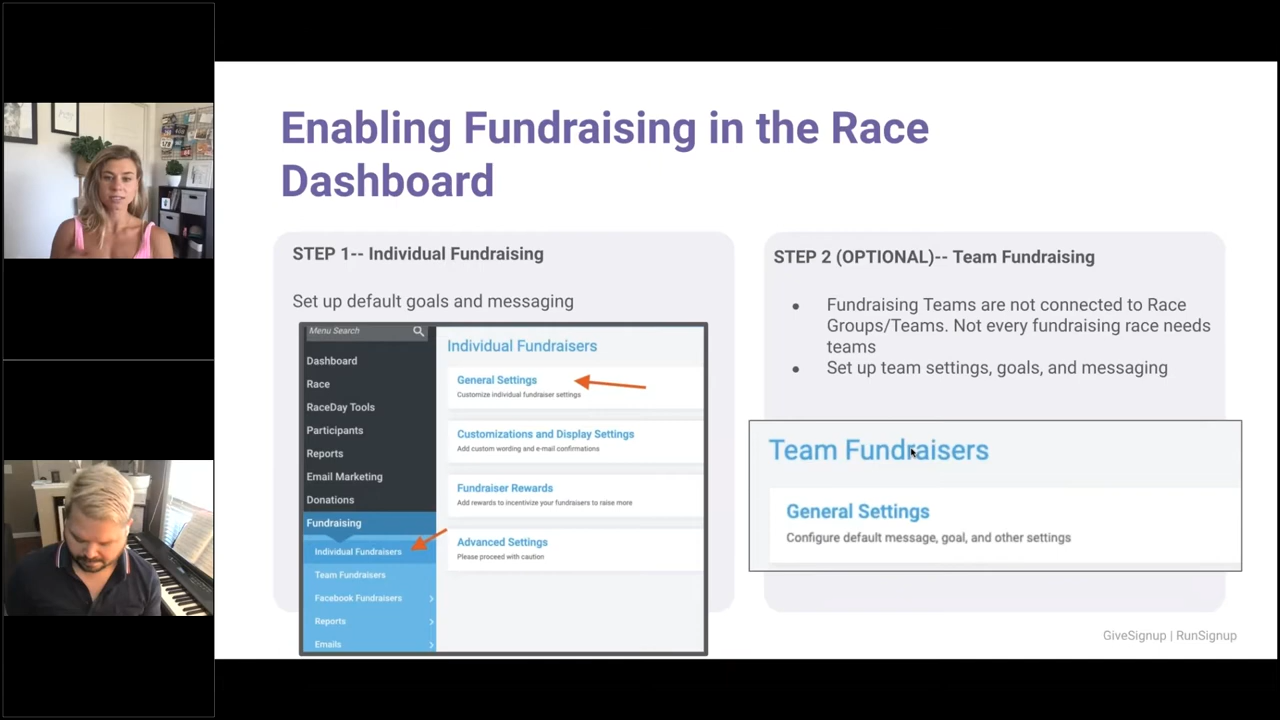 Enabling Fundraising in the Race
Dashboard
STEP 1-- Individual Fundraising
Set up default goals and messaging
Menu Search
Dashboard
Race
RaceDay Tools
Participants
Reports
Email Marketing
Donations
Fundraising
Individual Fundraisers
Team Fundraisers
Facebook Fundraisers
Reports
Emails
Individual Fundraisers
General Settings
Customize individual fundraiser settings
Customizations and Display Settings
Add custom wording and e-mail confirmations
Fundraiser Rewards
Add rewards to incentivize your fundraisers to raise more
Advanced Settings
Please proceed with caution
STEP 2 (OPTIONAL)-- Team Fundraising
● Fundraising Teams are not connected to Race
Groups/Teams. Not every fundraising race needs
teams
● Set up team settings, goals, and messaging
Team Fundraisers
General Settings
Configure default message, goal, and other settings
GiveSignup | RunSignup